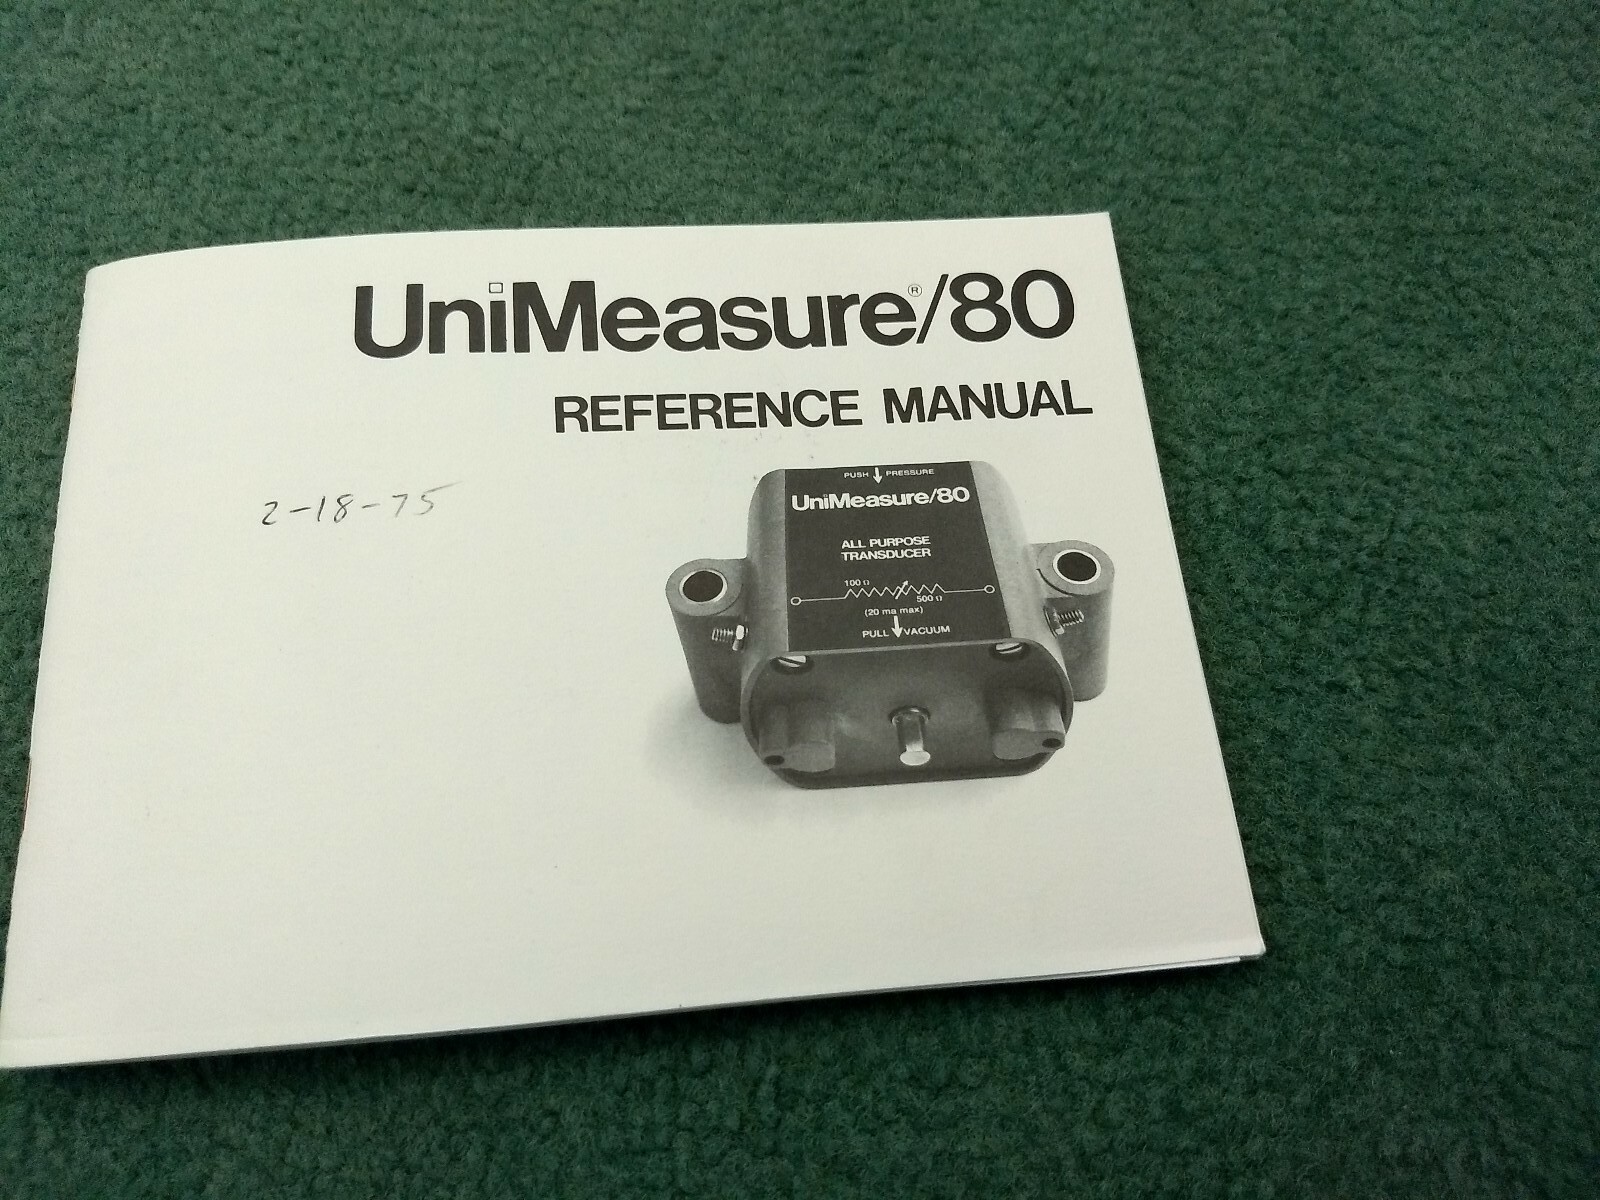 UniMeasure®/80
REFERENCE MANUAL
2-18-75
PUSH ↓ PRESSURE
UniMeasure/80
ALL PURPOSE
TRANSDUCER
100 Ω
500 Ω
(20 ma max)
PULL ↓ VACUUM